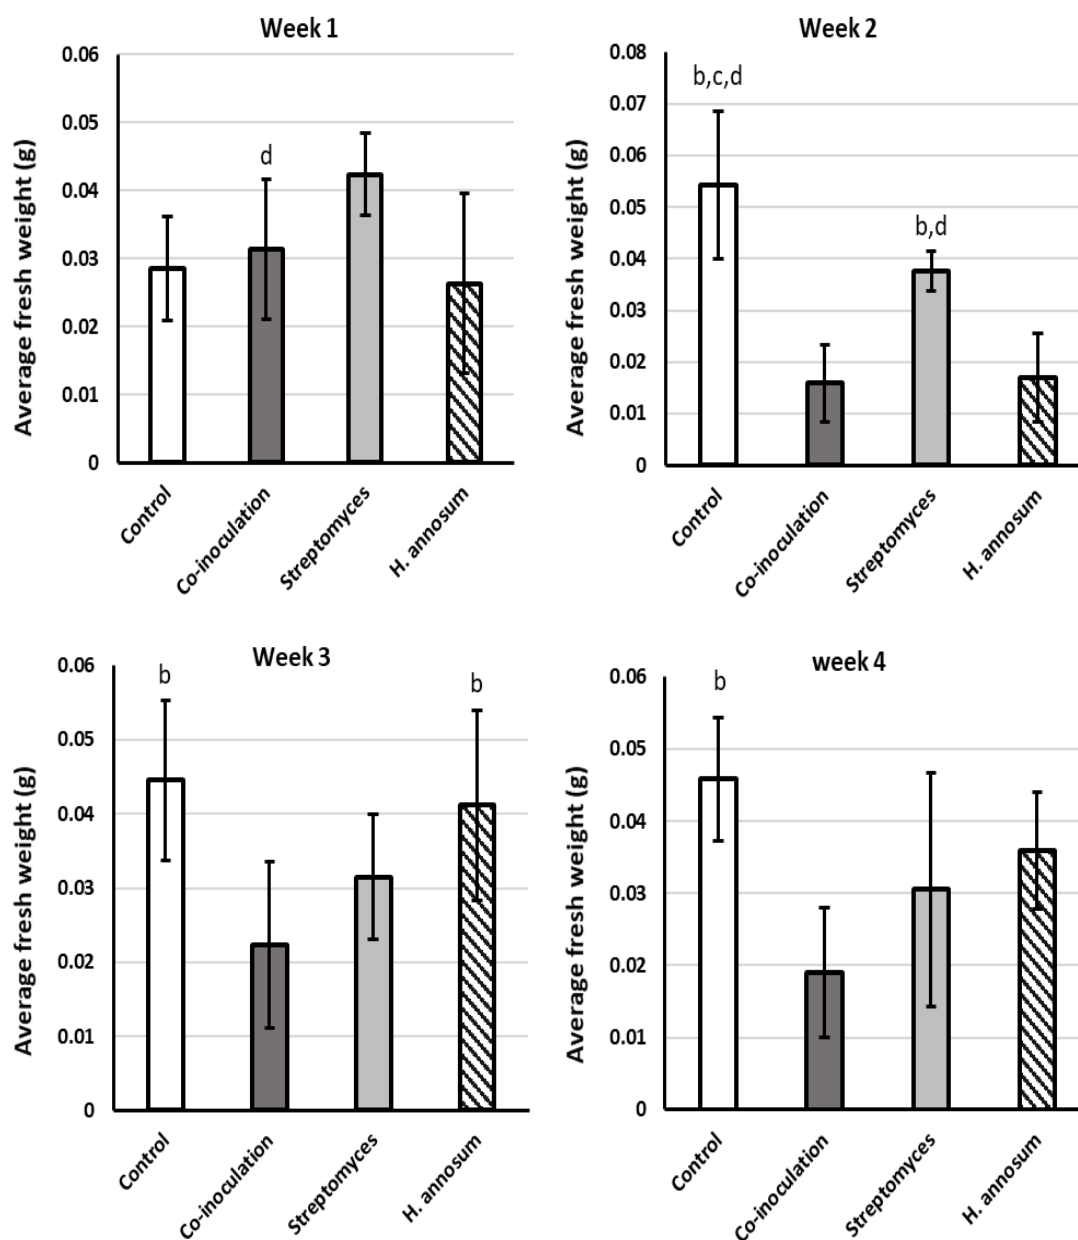 Week 1
Average fresh weight (g)
0.06
0.05
0.04
0.03
0.02
0.01
0
d
Control
Co-inoculation
Streptomyces
H. annosum
Week 2
Average fresh weight (g)
0.08
0.07
0.06
0.05
0.04
0.03
0.02
0.01
0
b,c,d
b,d
Control
Co-inoculation
Streptomyces
H. annosum
Week 3
Average fresh weight (g)
0.06
0.05
0.04
0.03
0.02
0.01
0
b
b
Control
Co-inoculation
Streptomyces
H. annosum
week 4
Average fresh weight (g)
0.06
0.05
0.04
0.03
0.02
0.01
0
b
Control
Co-inoculation
Streptomyces
H. annosum